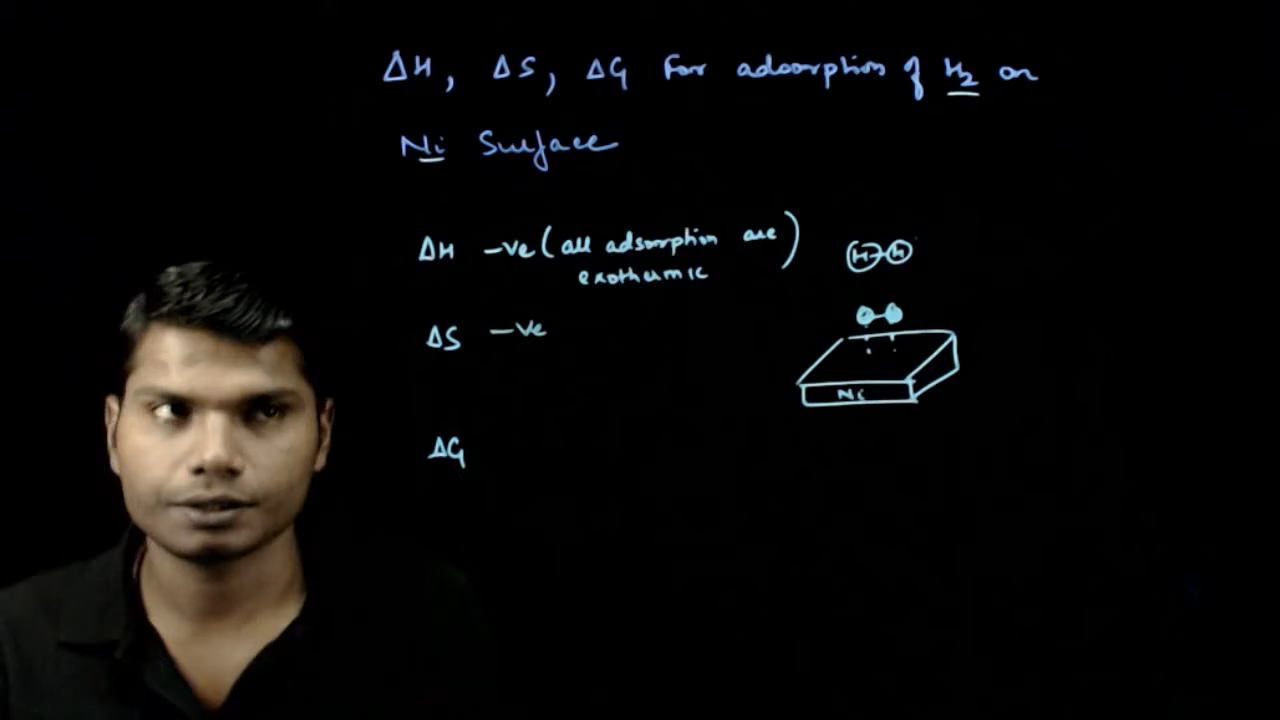 ΔH, ΔS, ΔG For adsorption of H₂ on
Ni Surface
ΔH -ve (all adsorption are)
exothermic
H H
ΔS -ve
Ni
ΔG